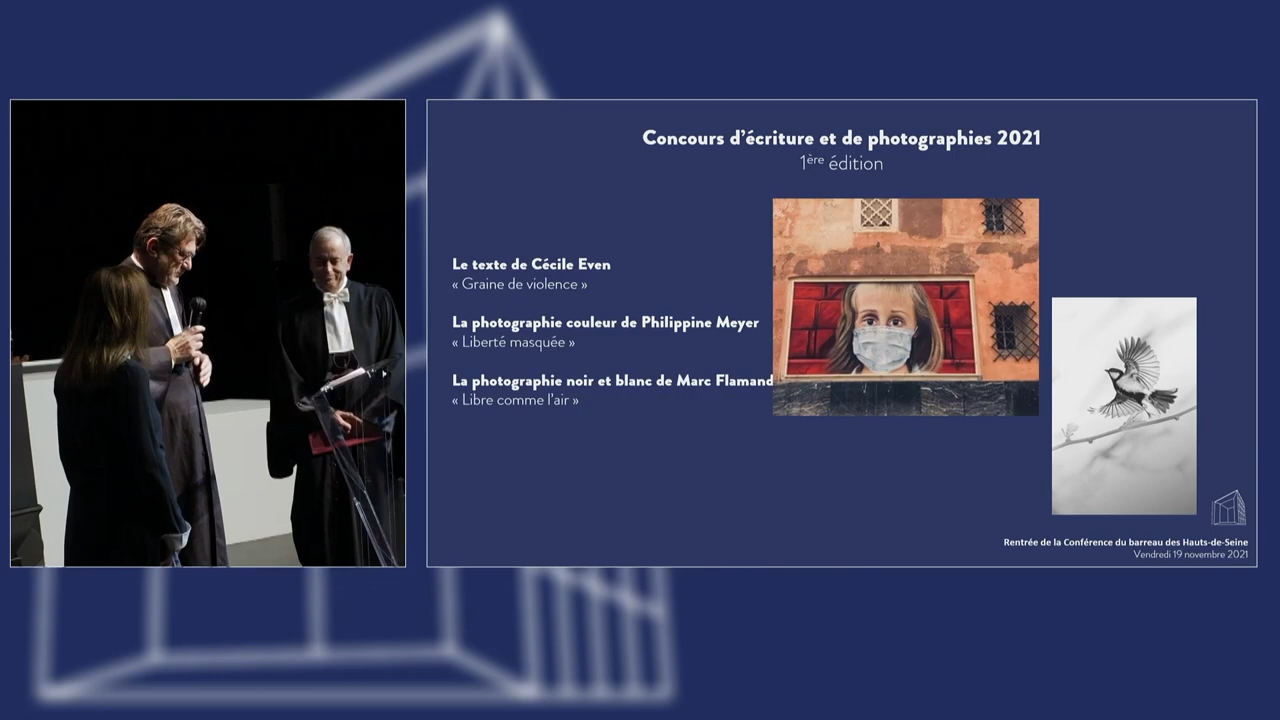 Concours d’écriture et de photographies 2021
1ère édition
Le texte de Cécile Even
« Graine de violence »
La photographie couleur de Philippine Meyer
« Liberté masquée »
La photographie noir et blanc de Marc Flamand
« Libre comme l’air »
Rentrée de la Conférence du barreau des Hauts-de-Seine
Vendredi 19 novembre 2021